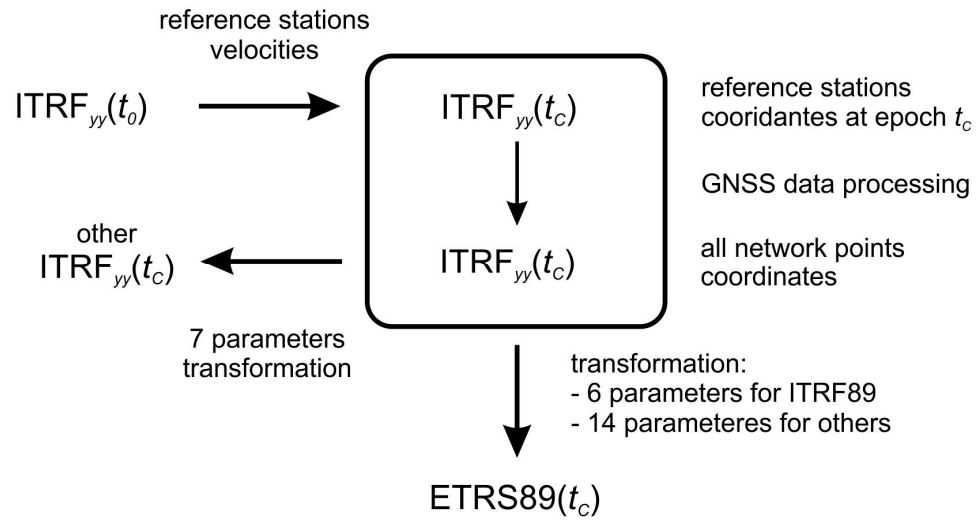 reference stations
velocities
ITRFyy(t0)
ITRFyy(tC)
reference stations
cooridantes at epoch tC
GNSS data processing
other
ITRFyy(tC)
ITRFyy(tC)
all network points
coordinates
7 parameters
transformation
transformation:
- 6 parameters for ITRF89
- 14 parameteres for others
ETRS89(tC)